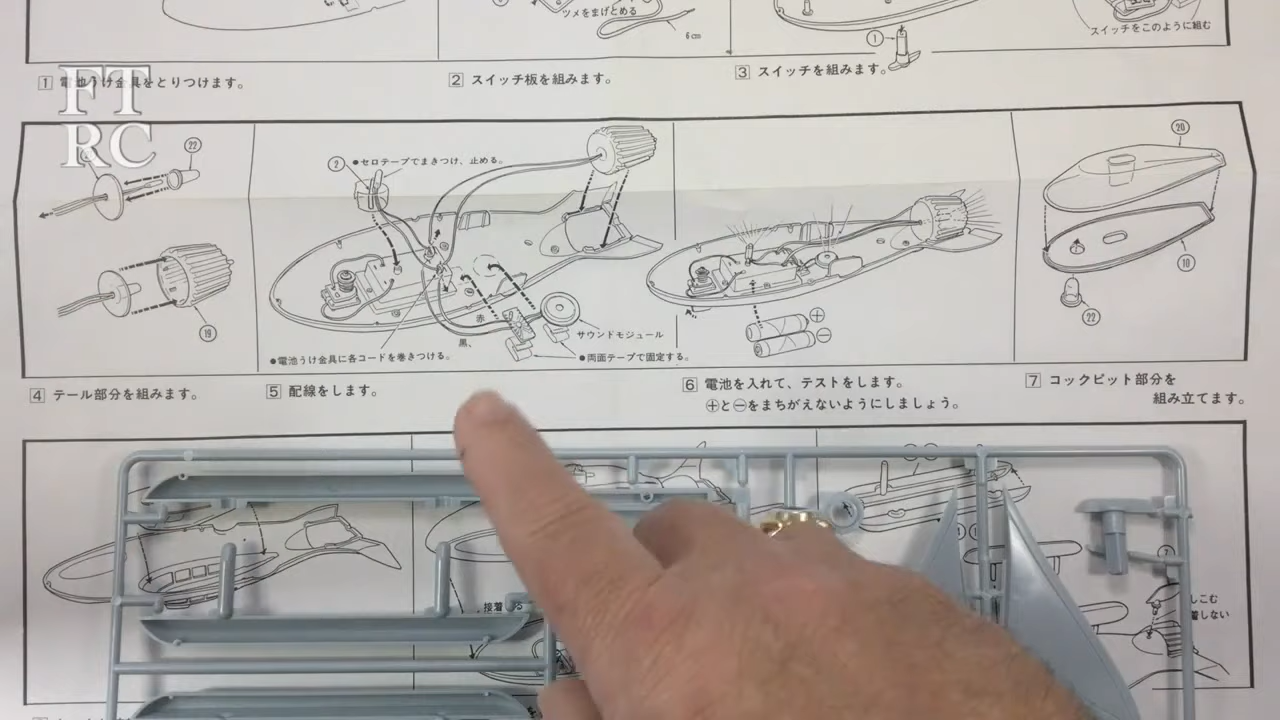 ツメをまげとめる
6cm
①
スイッチをこのように組む
1 電池うけ金具をとりつけます。
2 スイッチ板を組みます。
3 スイッチを組みます。
FT
RC
22
19
2
●セロテープでまきつけ、止める。
赤
黒、
サウンドモジュール
●電池うけ金具に各コードを巻きつける。
●両面テープで固定する。
⊕
⊖
20
18
22
4 テール部分を組みます。
5 配線をします。
6 電池を入れて、テストをします。
⊕と⊖をまちがえないようにしましょう。
7 コックピット部分を
組み立てます。
接着
しこむ
着しない